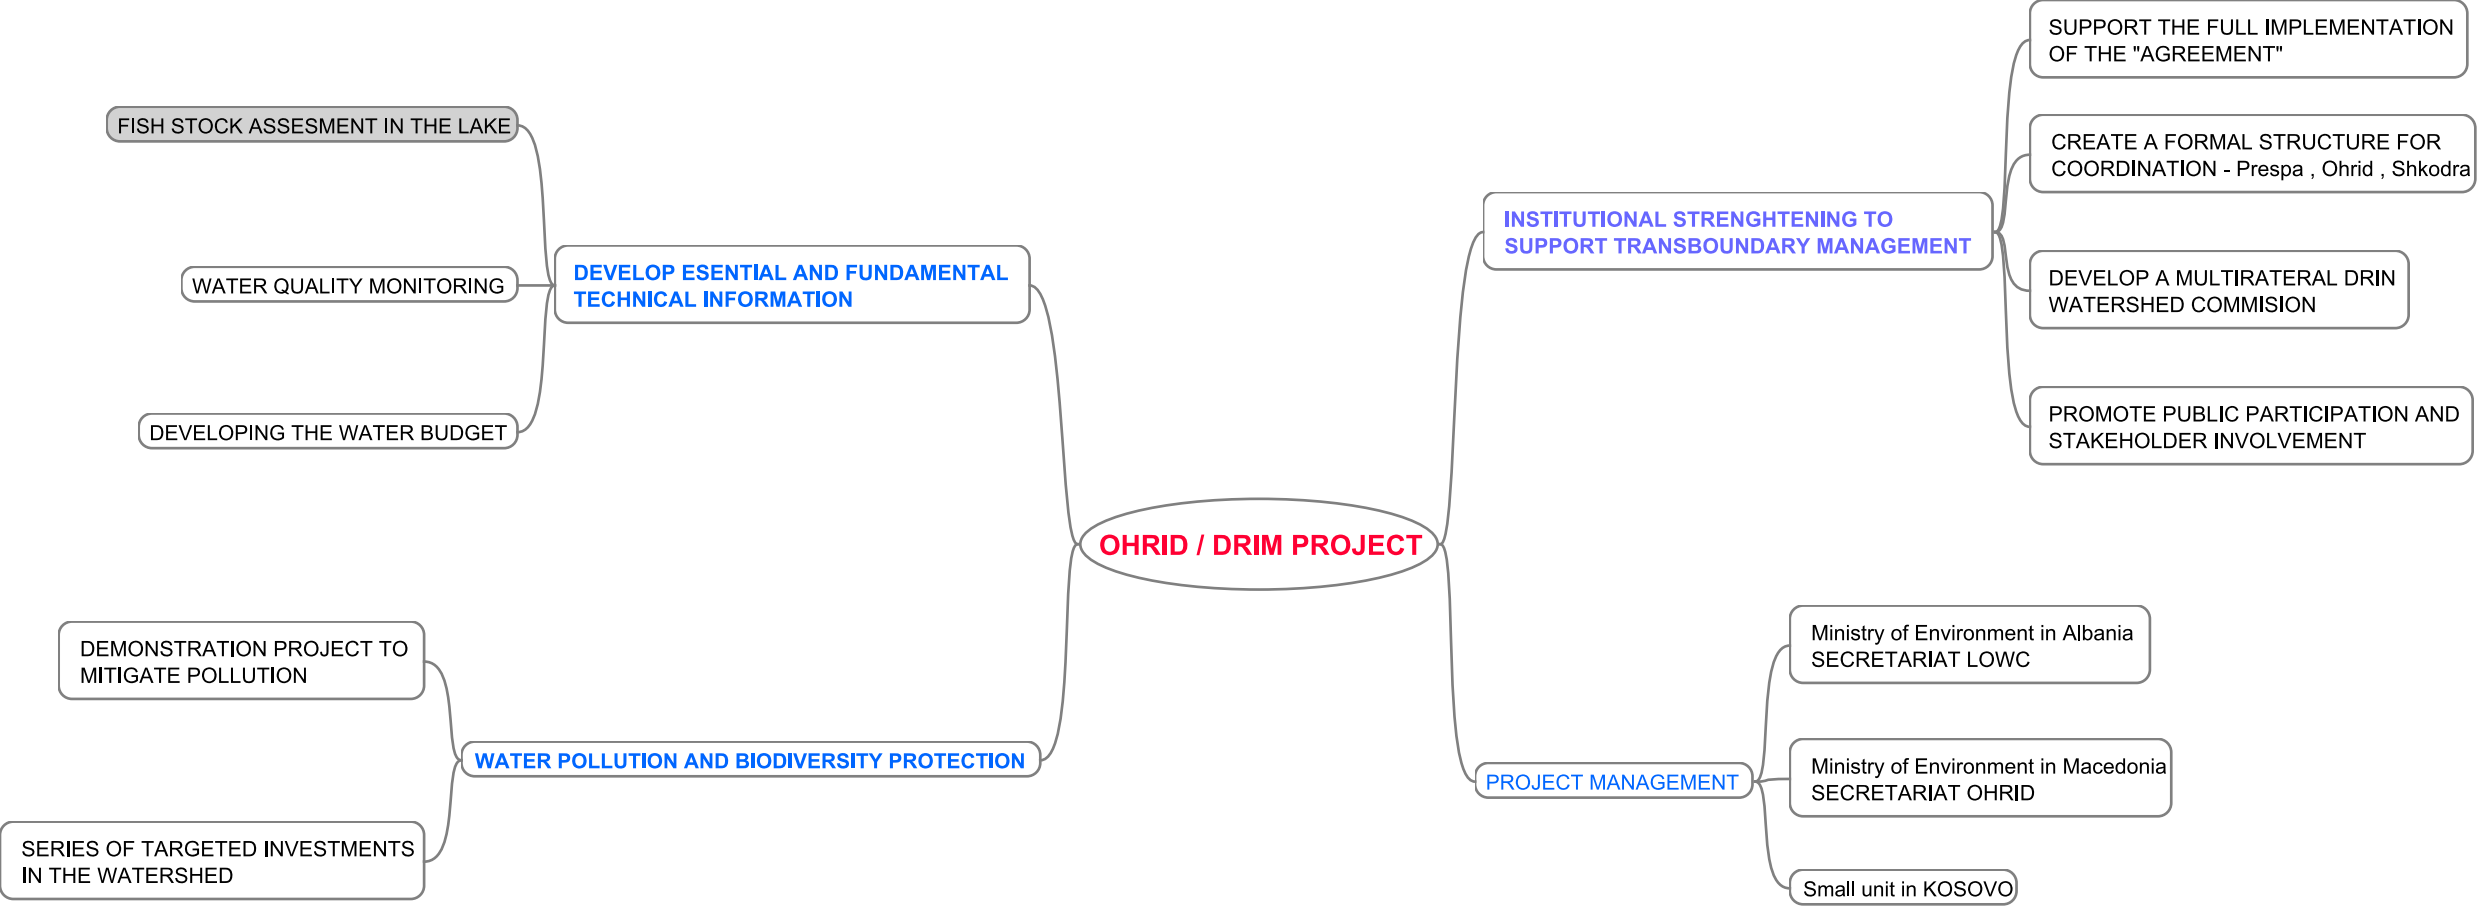 OHRID / DRIM PROJECT
INSTITUTIONAL STRENGHTENING TO
SUPPORT TRANSBOUNDARY MANAGEMENT
SUPPORT THE FULL IMPLEMENTATION
OF THE "AGREEMENT"
CREATE A FORMAL STRUCTURE FOR
COORDINATION - Prespa , Ohrid , Shkodra
DEVELOP A MULTIRATERAL DRIN
WATERSHED COMMISION
PROMOTE PUBLIC PARTICIPATION AND
STAKEHOLDER INVOLVEMENT
PROJECT MANAGEMENT
Ministry of Environment in Albania
SECRETARIAT LOWC
Ministry of Environment in Macedonia
SECRETARIAT OHRID
Small unit in KOSOVO
DEVELOP ESENTIAL AND FUNDAMENTAL
TECHNICAL INFORMATION
FISH STOCK ASSESMENT IN THE LAKE
WATER QUALITY MONITORING
DEVELOPING THE WATER BUDGET
WATER POLLUTION AND BIODIVERSITY PROTECTION
DEMONSTRATION PROJECT TO
MITIGATE POLLUTION
SERIES OF TARGETED INVESTMENTS
IN THE WATERSHED